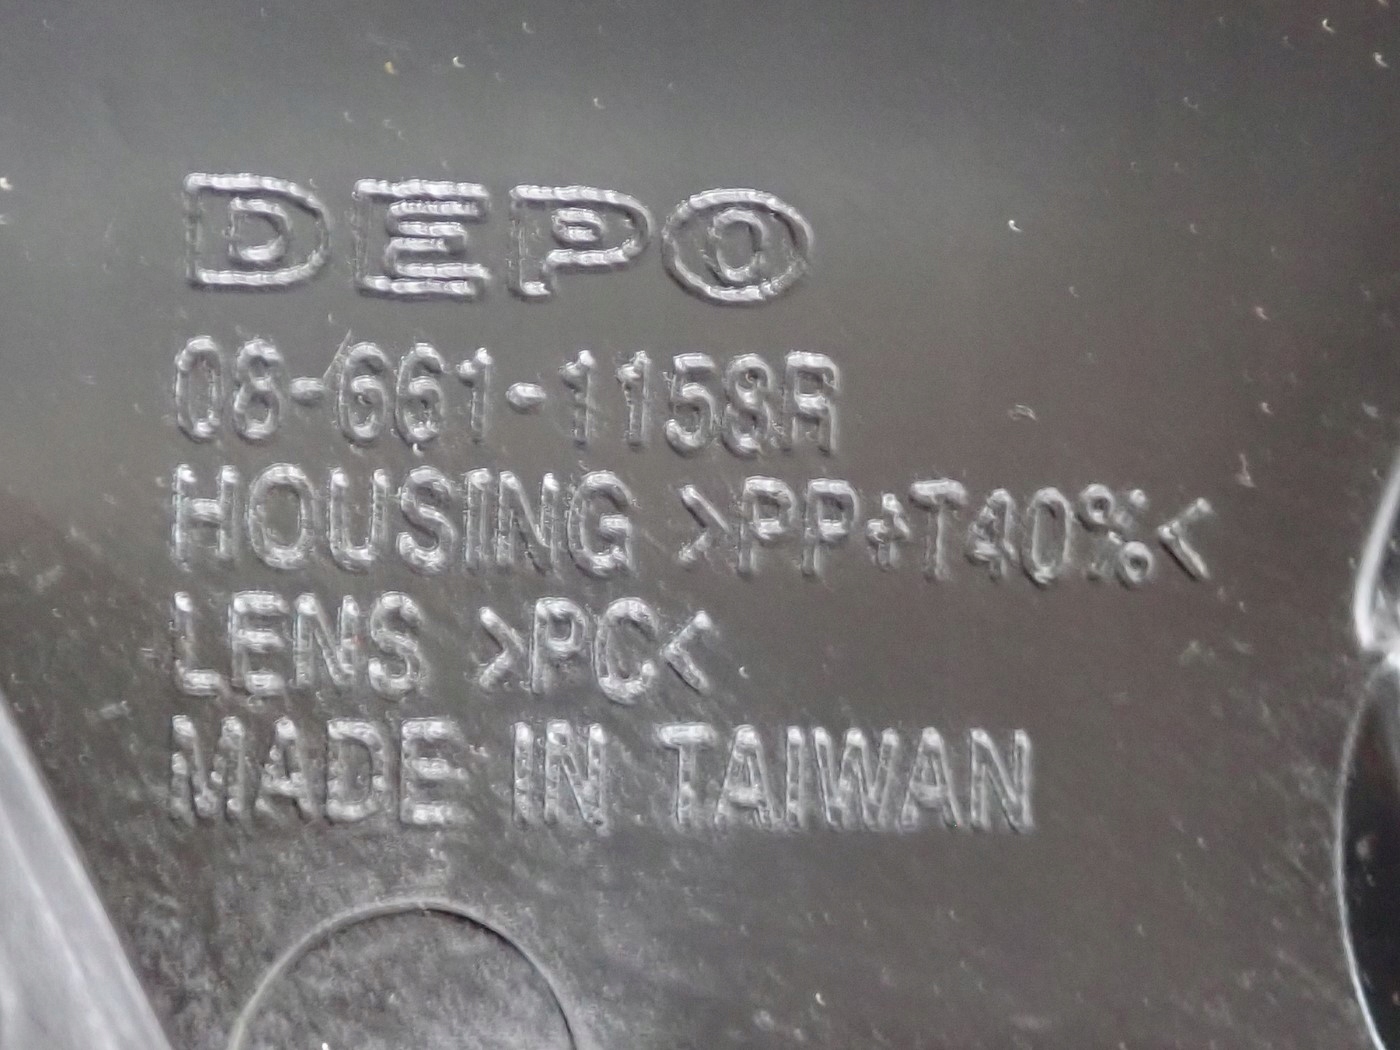 DEPO
08-661-1158R
HOUSING >PP+T40%<
LENS >PC<
MADE IN TAIWAN